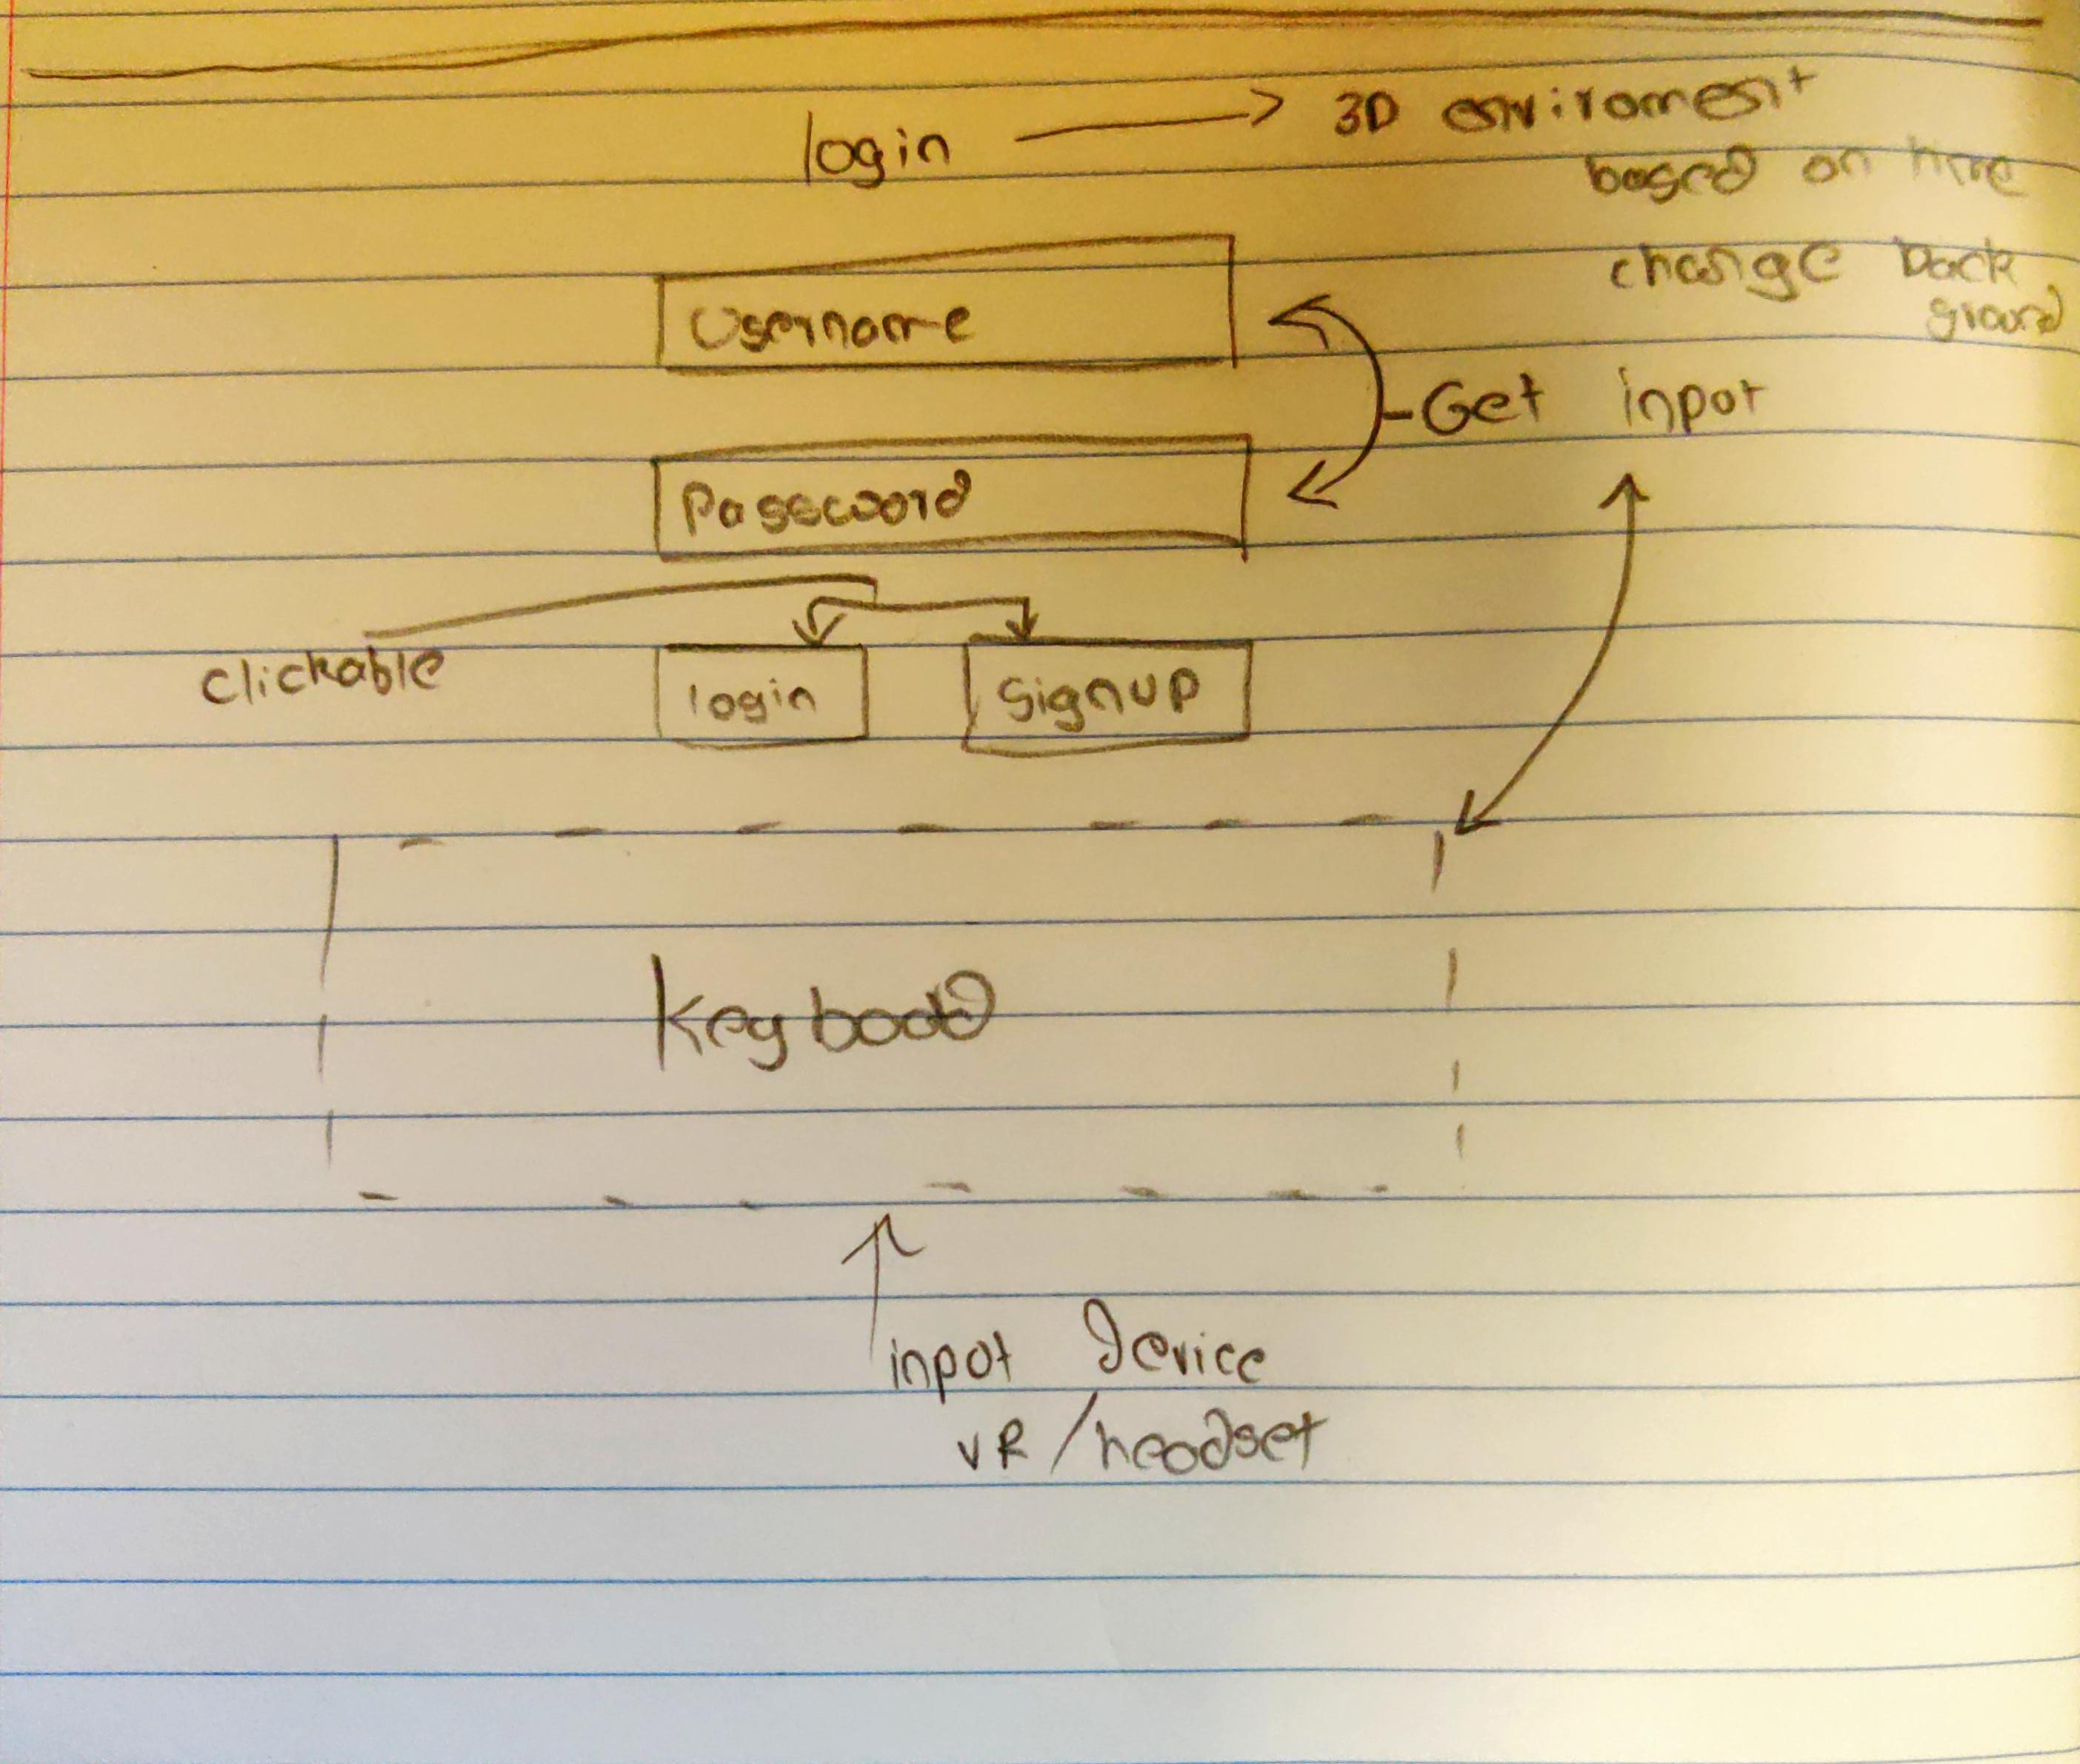 login 3D enviroment
based on time
change back
ground
Username
Get input
Password
clickable
login signup
Keyboad
input Device
VR/headset